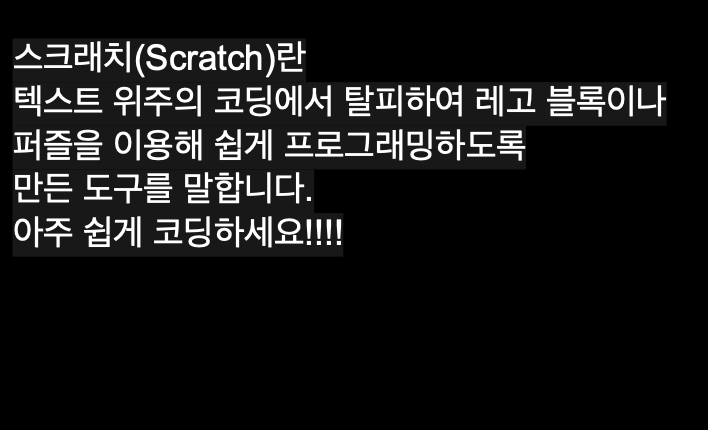 스크래치(Scratch)란
텍스트 위주의 코딩에서 탈피하여 레고 블록이나
퍼즐을 이용해 쉽게 프로그래밍하도록
만든 도구를 말합니다.
아주 쉽게 코딩하세요!!!!